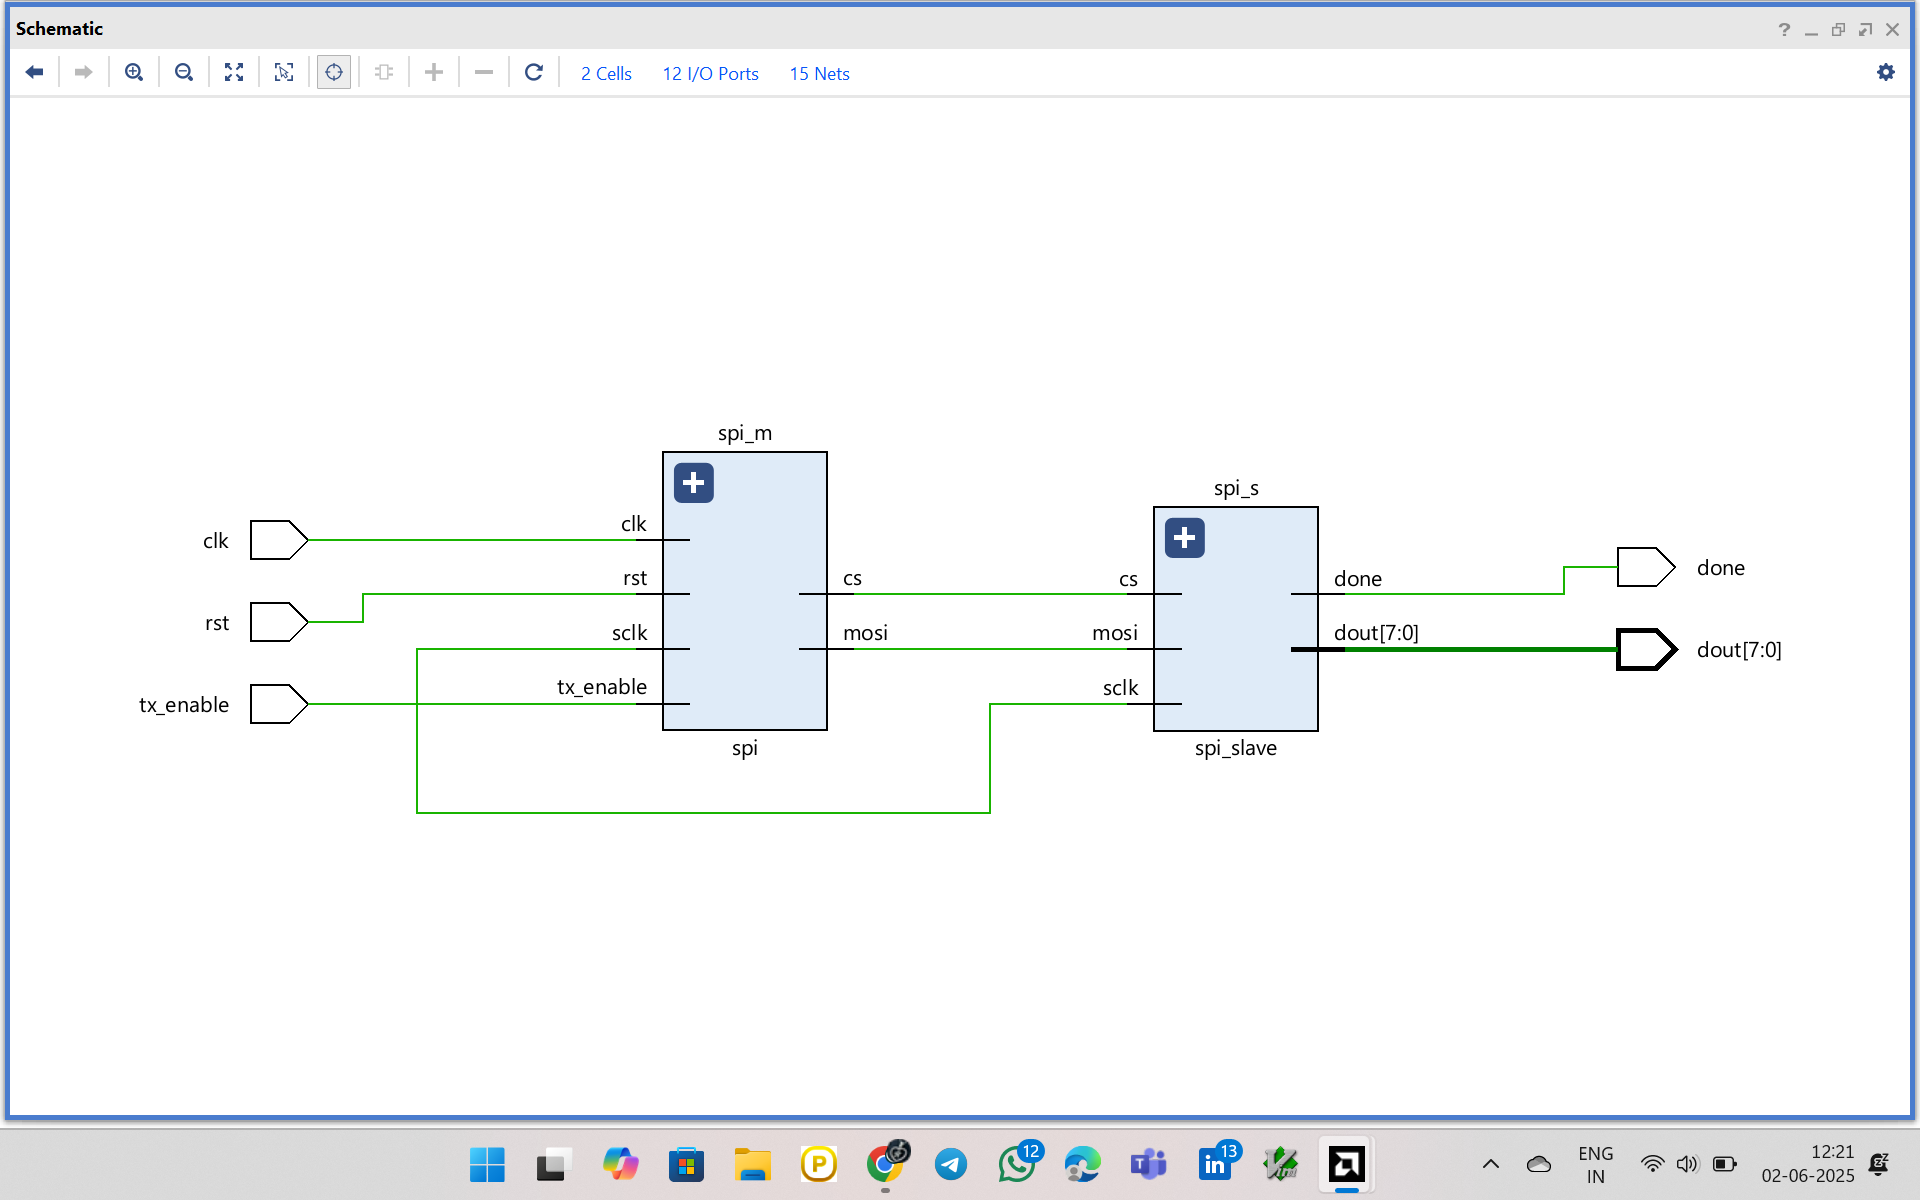 Schematic
2 Cells 12 I/O Ports 15 Nets
spi_m
spi_s
clk clk
rst rst
cs cs
done done
sclk
mosi mosi
dout[7:0] dout[7:0]
tx_enable tx_enable
sclk
spi
spi_slave
12
13
ENG
IN
12:21
02-06-2025